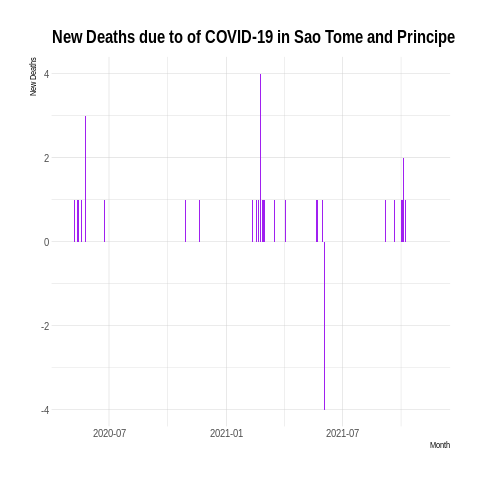 New Deaths due to of COVID-19 in Sao Tome and Principe
New Deaths
4
2
0
-2
-4
2020-07 2021-01 2021-07
Month